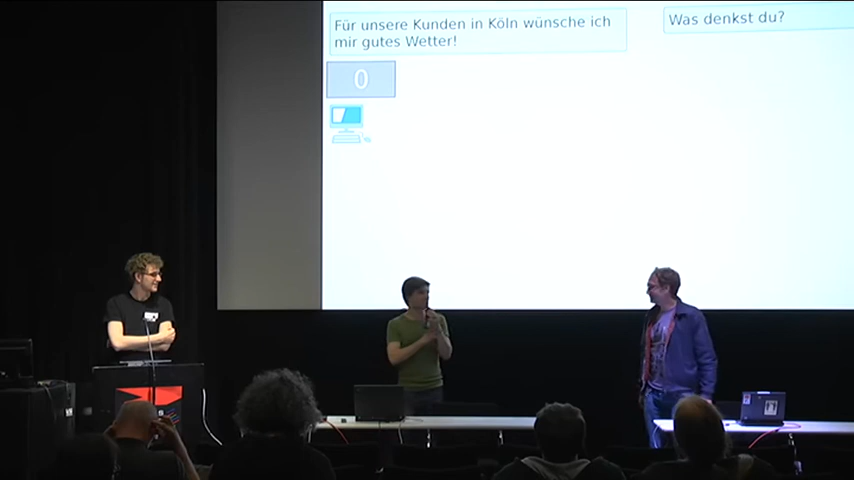 Für unsere Kunden in Köln wünsche ich
mir gutes Wetter!
Was denkst du?
0